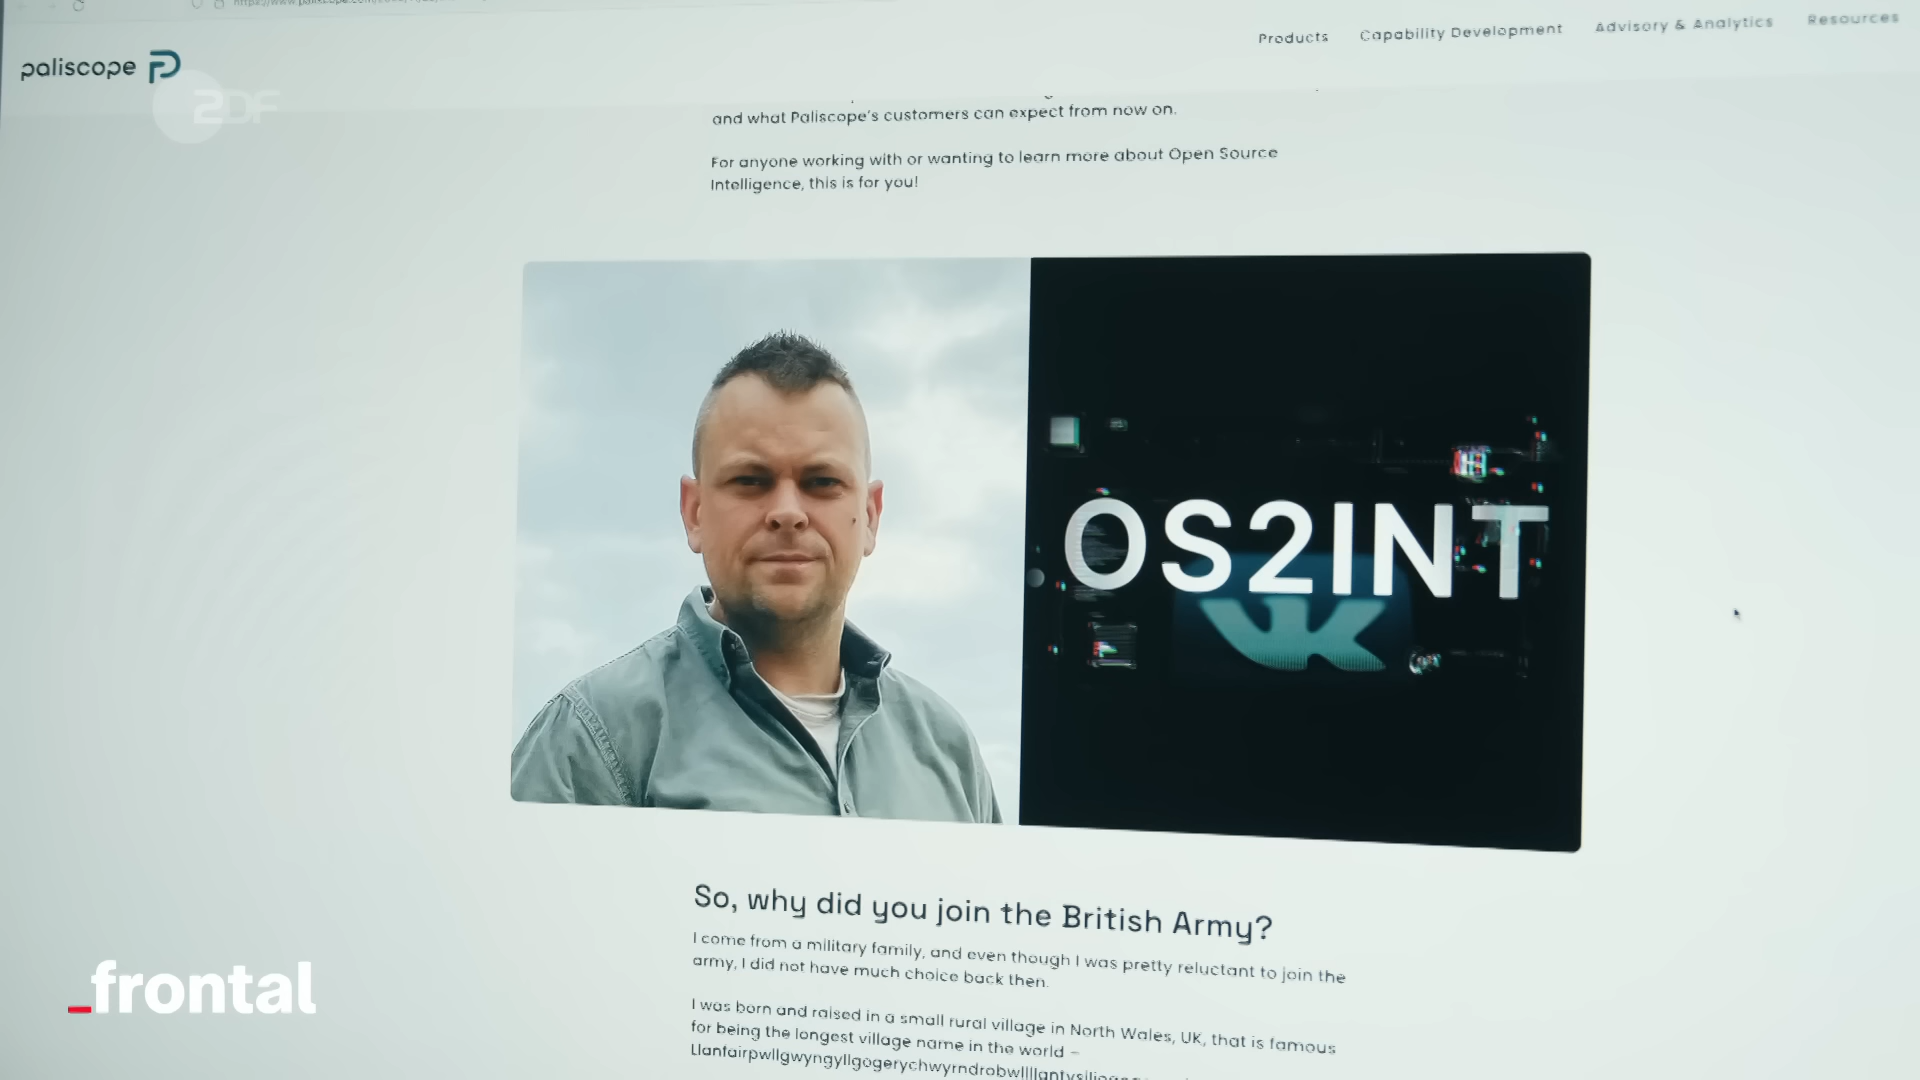 Products
Capability Development
Advisory & Analytics
Resources
paliscope
2DF
and what Paliscope's customers can expect from now on.
For anyone working with or wanting to learn more about Open Source
Intelligence, this is for you!
OS2INT
So, why did you join the British Army?
I come from a military family, and even though I was pretty reluctant to join the
army, I did not have much choice back then.
I was born and raised in a small rural village in North Wales, UK, that is famous
for being the longest village name in the world –
_frontal